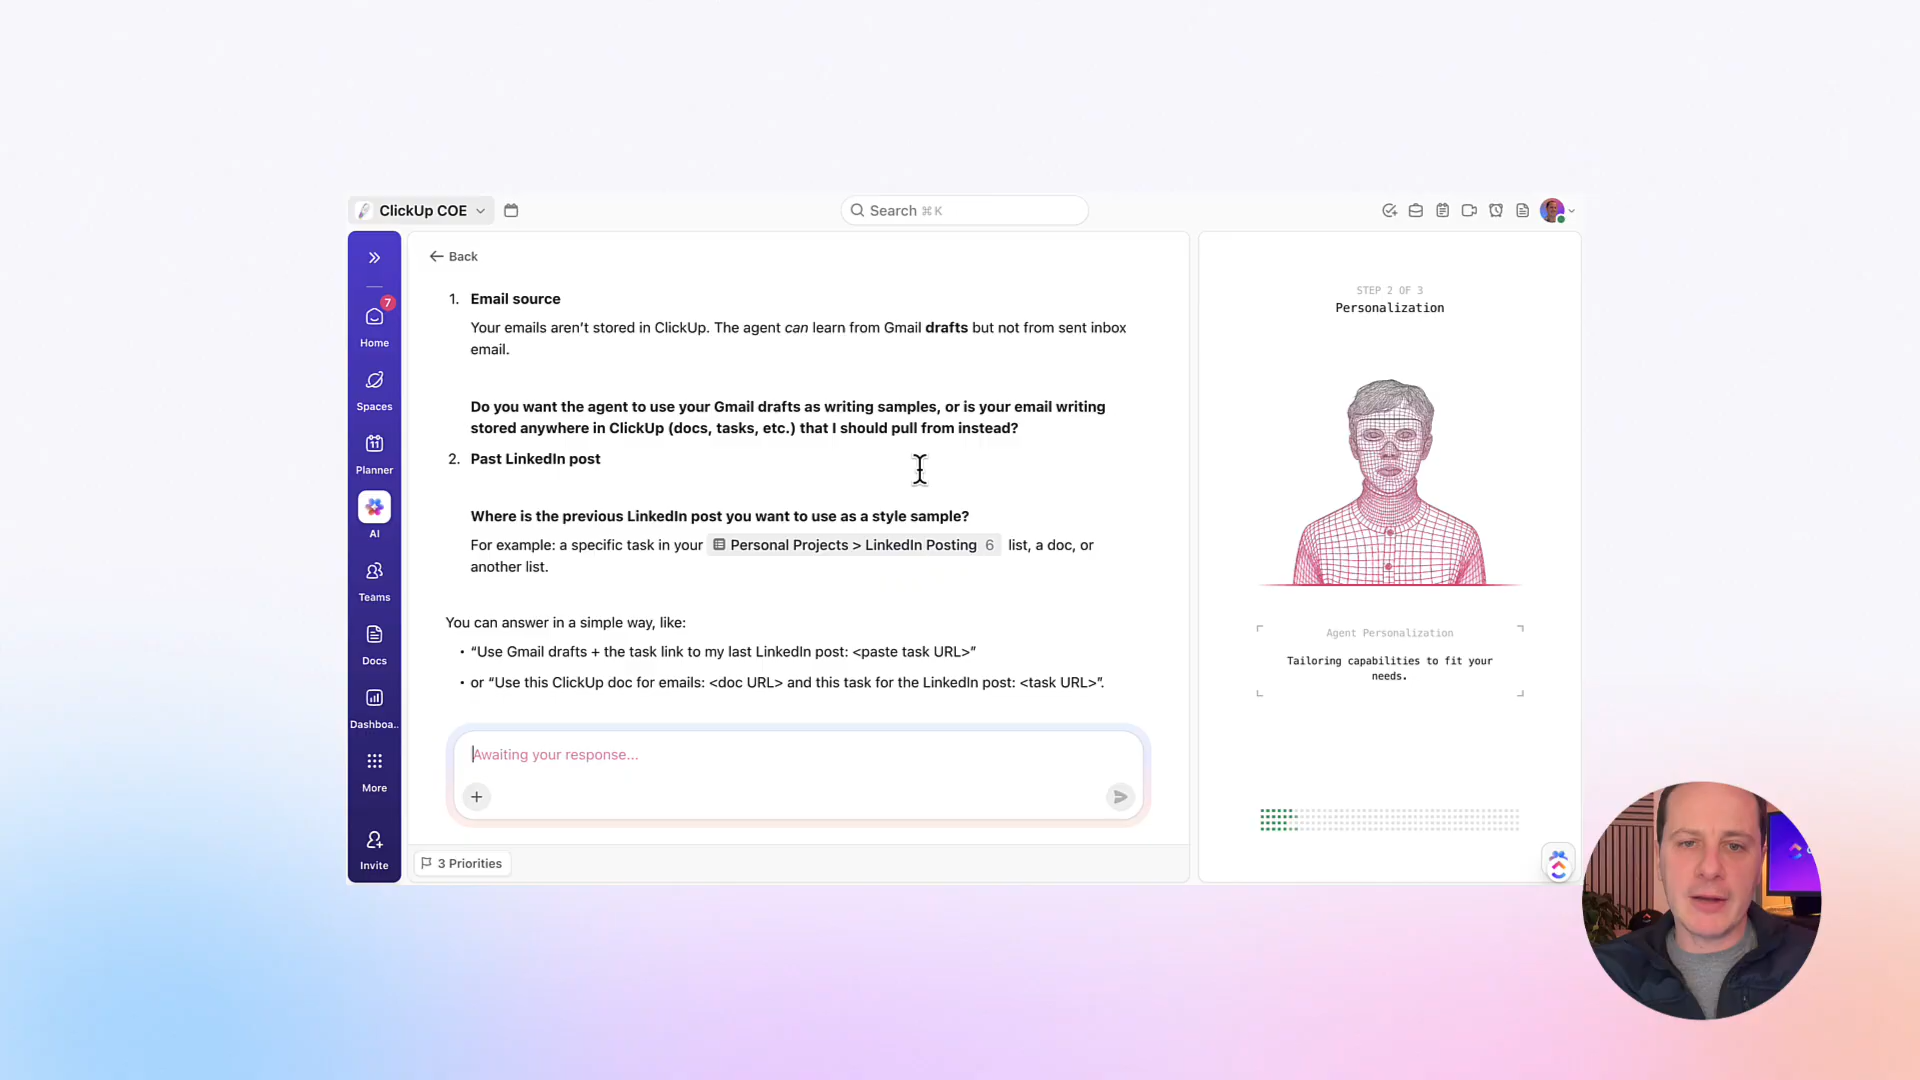 ClickUp COE
Search ⌘K
Back
7
Home
Spaces
11
Planner
AI
Teams
Docs
Dashboa..
More
Invite
1. Email source
Your emails aren't stored in ClickUp. The agent can learn from Gmail drafts but not from sent inbox
email.
Do you want the agent to use your Gmail drafts as writing samples, or is your email writing
stored anywhere in ClickUp (docs, tasks, etc.) that I should pull from instead?
2. Past LinkedIn post
Where is the previous LinkedIn post you want to use as a style sample?
For example: a specific task in your Personal Projects > LinkedIn Posting 6 list, a doc, or
another list.
You can answer in a simple way, like:
• “Use Gmail drafts + the task link to my last LinkedIn post: <paste task URL>”
• or “Use this ClickUp doc for emails: <doc URL> and this task for the LinkedIn post: <task URL>”.
Awaiting your response...
3 Priorities
STEP 2 OF 3
Personalization
Agent Personalization
Tailoring capabilities to fit your
needs.